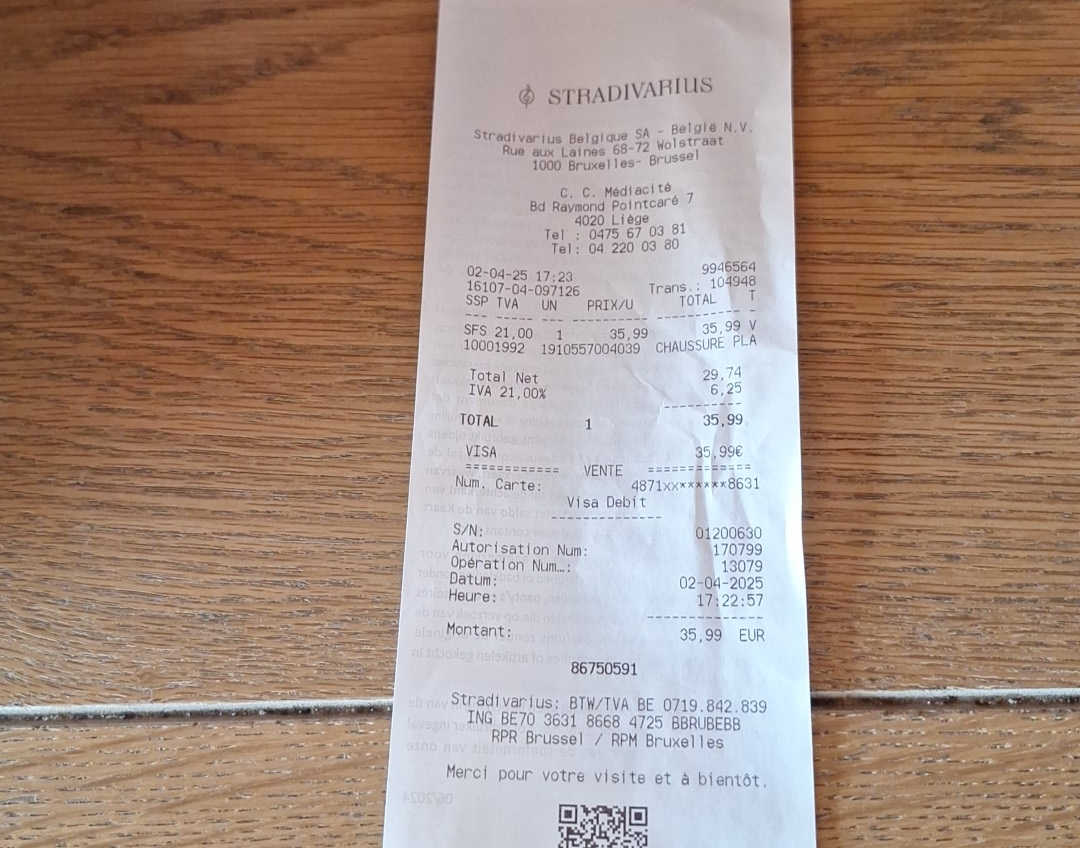 STRADIVARIUS
Stradivarius Belgique SA - België N.V.
Rue aux Laines 68-72 Wolstraat
1000 Bruxelles- Brussel
C. C. Médiacité
Bd Raymond Pointcaré 7
4020 Liège
Tel : 0475 67 03 81
Tel: 04 220 03 80
02-04-25 17:23 9946564
16107-04-097126 Trans.: 104948
SSP TVA UN PRIX/U TOTAL T
SFS 21,00 1 35,99 35,99 V
10001992 1910557004039 CHAUSSURE PLA
Total Net 29,74
IVA 21,00% 6,25
TOTAL 1 35,99
VISA 35,99€
============ VENTE =============
Num. Carte: 4871xx******8631
Visa Debit
S/N: 01200630
Autorisation Num: 170799
Opération Num…: 13079
Datum: 02-04-2025
Heure: 17:22:57
Montant: 35,99 EUR
86750591
Stradivarius: BTW/TVA BE 0719.842.839
ING BE70 3631 8668 4725 BBRUBEBB
RPR Brussel / RPM Bruxelles
Merci pour votre visite et à bientôt.